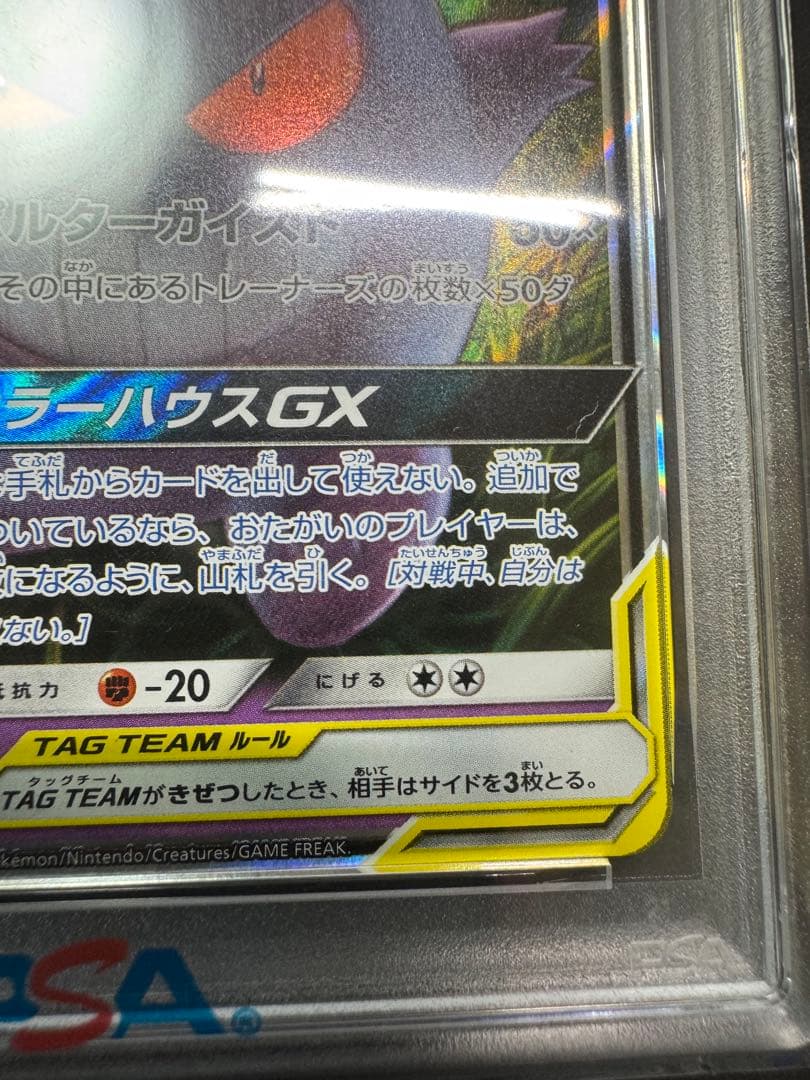 ルターガイスト 50×
その中にあるトレーナーズの枚数×50ダ
ラーハウスGX
手札からカードを出して使えない。追加で
ついているなら、おたがいのプレイヤーは、
になるように、山札を引く。[対戦中、自分は
ない。]
抵抗力 -20 にげる
TAG TEAM ルール
TAG TEAMがきぜつしたとき、相手はサイドを3枚とる。
kémon/Nintendo/Creatures/GAME FREAK.
PSA
PSA®